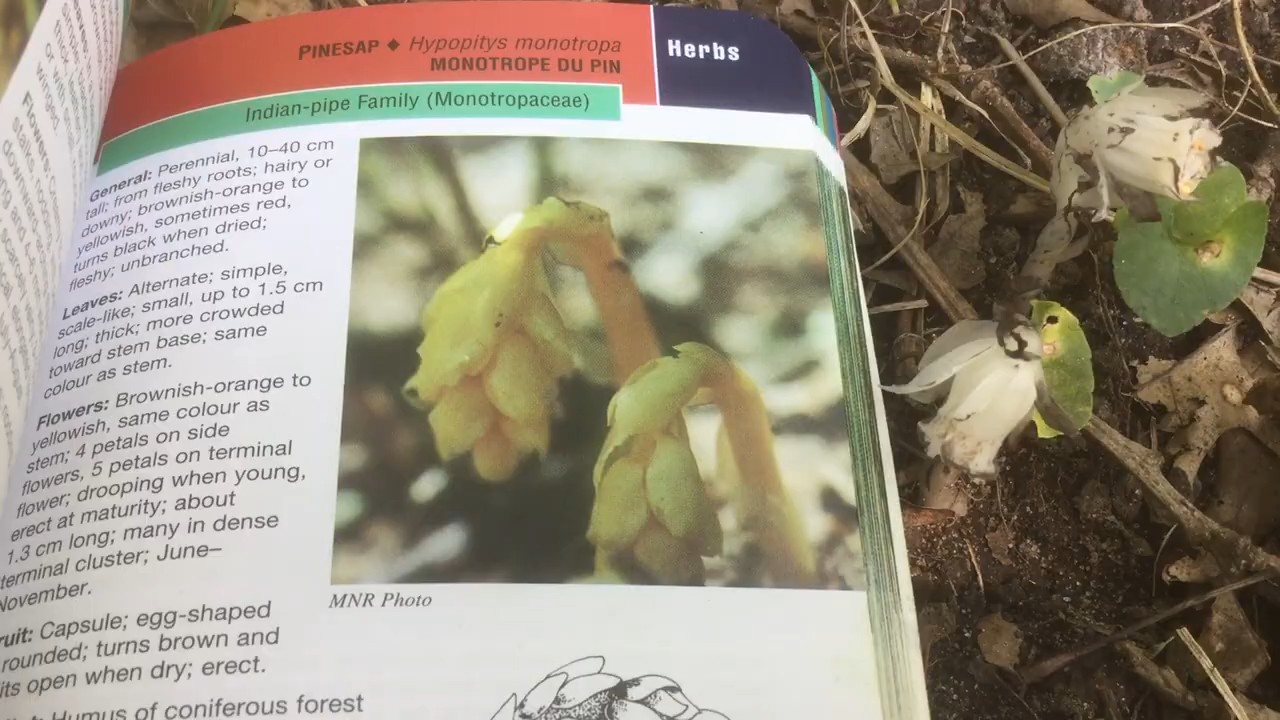 PINESAP ◆ Hypopitys monotropa
MONOTROPE DU PIN
Herbs
Indian-pipe Family (Monotropaceae)
General: Perennial, 10–40 cm
tall; from fleshy roots; hairy or
downy; brownish-orange to
yellowish, sometimes red,
turns black when dried;
fleshy; unbranched.
Leaves: Alternate; simple,
scale-like; small, up to 1.5 cm
long; thick; more crowded
toward stem base; same
colour as stem.
Flowers: Brownish-orange to
yellowish, same colour as
stem; 4 petals on side
flowers, 5 petals on terminal
flower; drooping when young,
erect at maturity; about
1.3 cm long; many in dense
terminal cluster; June–
November.
ruit: Capsule; egg-shaped
rounded; turns brown and
its open when dry; erect.
Humus of coniferous forest
MNR Photo
Flowers: